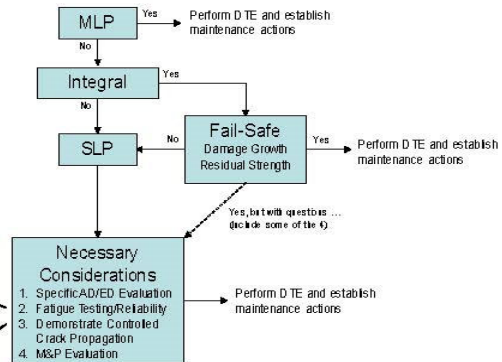 MLP
Yes
Perform DTE and establish
maintenance actions
No
Integral
Yes
No
Fail-Safe
Damage Growth
Residual Strength
No
SLP
Yes
Perform DTE and establish
maintenance actions
Yes, but with questions ...
(Include some of the 4)
Necessary
Considerations
1. Specific AD/ED Evaluation
2. Fatigue Testing/Reliability
3. Demonstrate Controlled
Crack Propagation
4. M&P Evaluation
Perform DTE and establish
maintenance actions